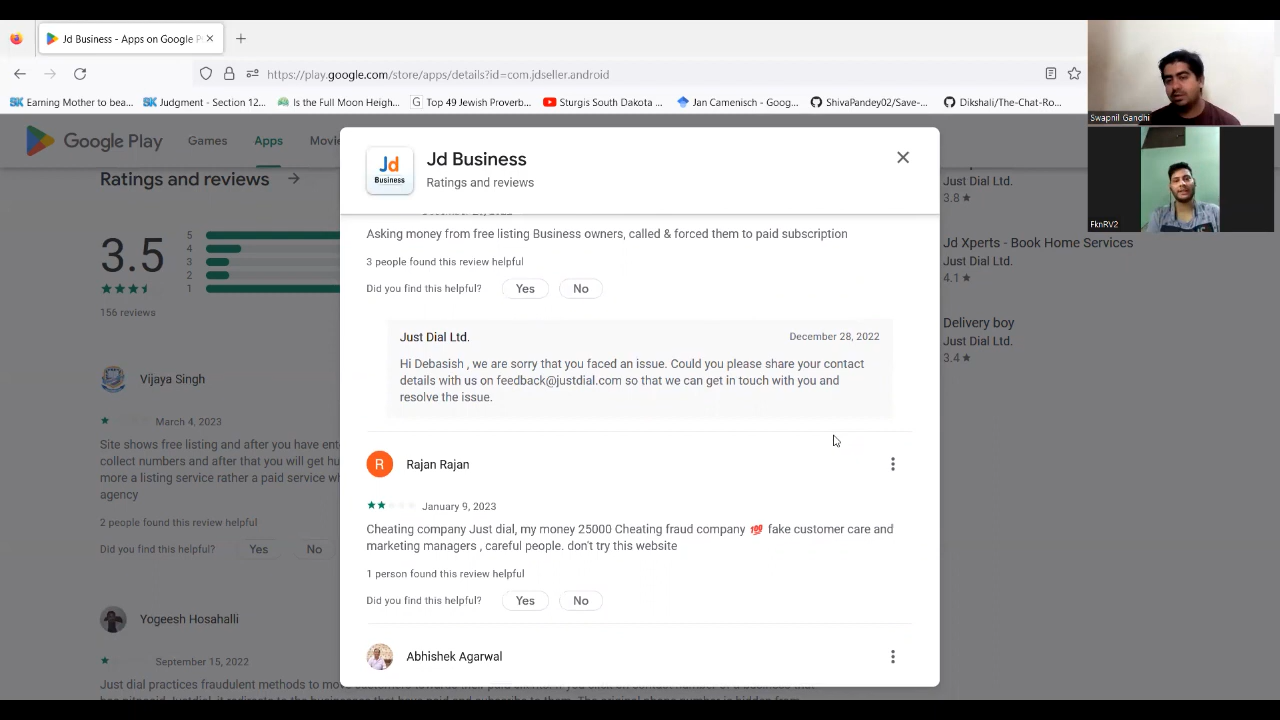 Jd Business - Apps on Google P
https://play.google.com/store/apps/details?id=com.jdseller.android
Earning Mother to bea...
Judgment - Section 12...
Is the Full Moon Heigh...
Top 49 Jewish Proverb...
Sturgis South Dakota ...
Jan Camenisch - Goog...
ShivaPandey02/Save-...
Dikshali/The-Chat-Ro...
Swapnil Gandhi
FknRV2
Google Play
Games
Apps
Movi
Ratings and reviews
3.5
156 reviews
5
4
3
2
1
Vijaya Singh
March 4, 2023
Site shows free listing and after you have ent
collect numbers and after that you will get hu
more a listing service rather a paid service wh
agency
2 people found this review helpful
Did you find this helpful?
Yes
No
Yogeesh Hosahalli
September 15, 2022
Jd
Business
Jd Business
Ratings and reviews
Asking money from free listing Business owners, called & forced them to paid subscription
3 people found this review helpful
Did you find this helpful?
Yes
No
Just Dial Ltd.
December 28, 2022
Hi Debasish , we are sorry that you faced an issue. Could you please share your contact
details with us on feedback@justdial.com so that we can get in touch with you and
resolve the issue.
R
Rajan Rajan
January 9, 2023
Cheating company Just dial, my money 25000 Cheating fraud company 💯 fake customer care and
marketing managers , careful people. don't try this website
1 person found this review helpful
Did you find this helpful?
Yes
No
Abhishek Agarwal
Just Dial Ltd.
3.8
Jd Xperts - Book Home Services
Just Dial Ltd.
4.1
Delivery boy
Just Dial Ltd.
3.4